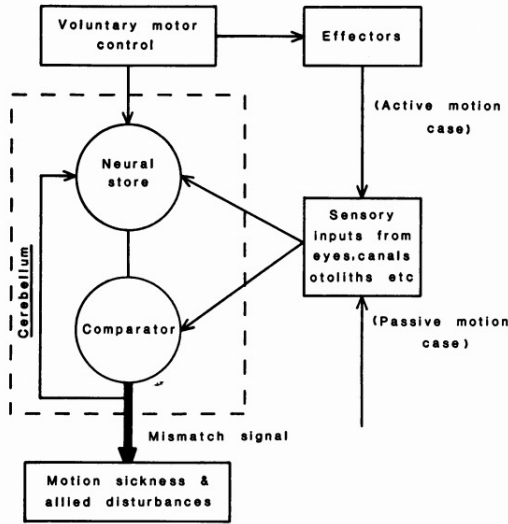 Voluntary motor
control
Effectors
(Active motion
case)
Neural
store
Sensory
inputs from
eyes,canals
otoliths etc
Cerebellum
Comparator
(Passive motion
case)
Mismatch signal
Motion sickness &
allied disturbances